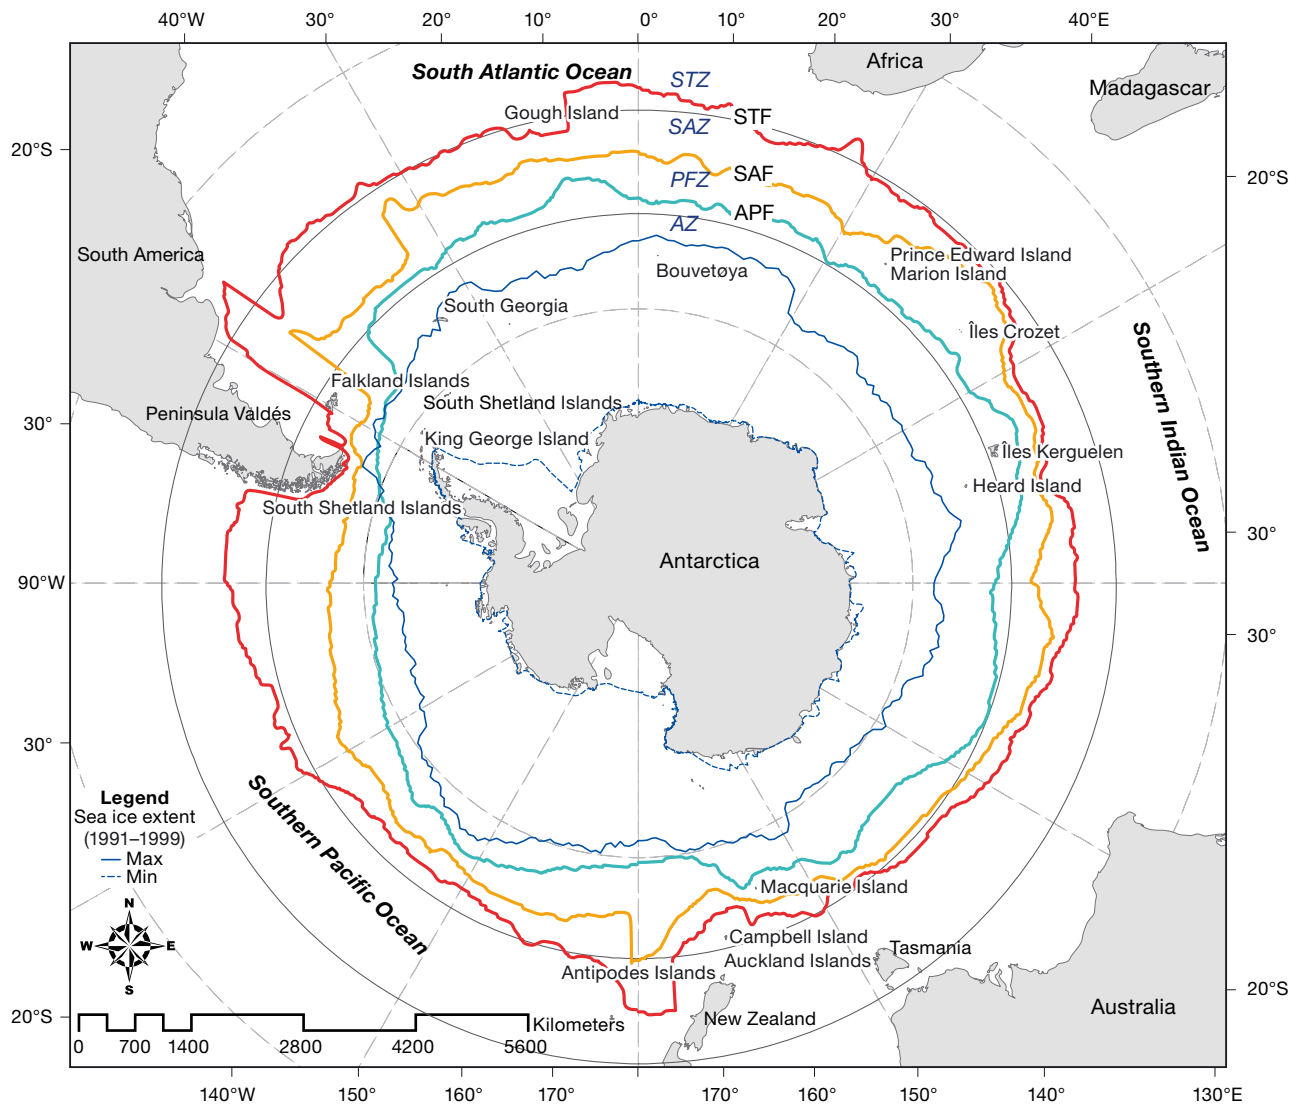 40°W 30° 20° 10° 0° 10° 20° 30° 40°E
South Atlantic Ocean
STZ
Africa
Madagascar
Gough Island
STF
SAZ
20°S
SAF
PFZ
20°S
APF
AZ
South America
Prince Edward Island
Marion Island
Bouvetøya
South Georgia
Îles Crozet
Southern Indian Ocean
Falkland Islands
South Shetland Islands
Peninsula Valdés
30°
King George Island
Îles Kerguelen
Heard Island
South Shetland Islands
30°
Antarctica
90°W
30°
30°
Southern Pacific Ocean
Legend
Sea ice extent
(1991–1999)
Max
Min
Macquarie Island
N
W E
S
Campbell Island
Auckland Islands
Tasmania
Antipodes Islands
20°S
Australia
20°S
New Zealand
Kilometers
0 700 1400 2800 4200 5600
140°W 150° 160° 170° 170° 160° 150° 140° 130°E